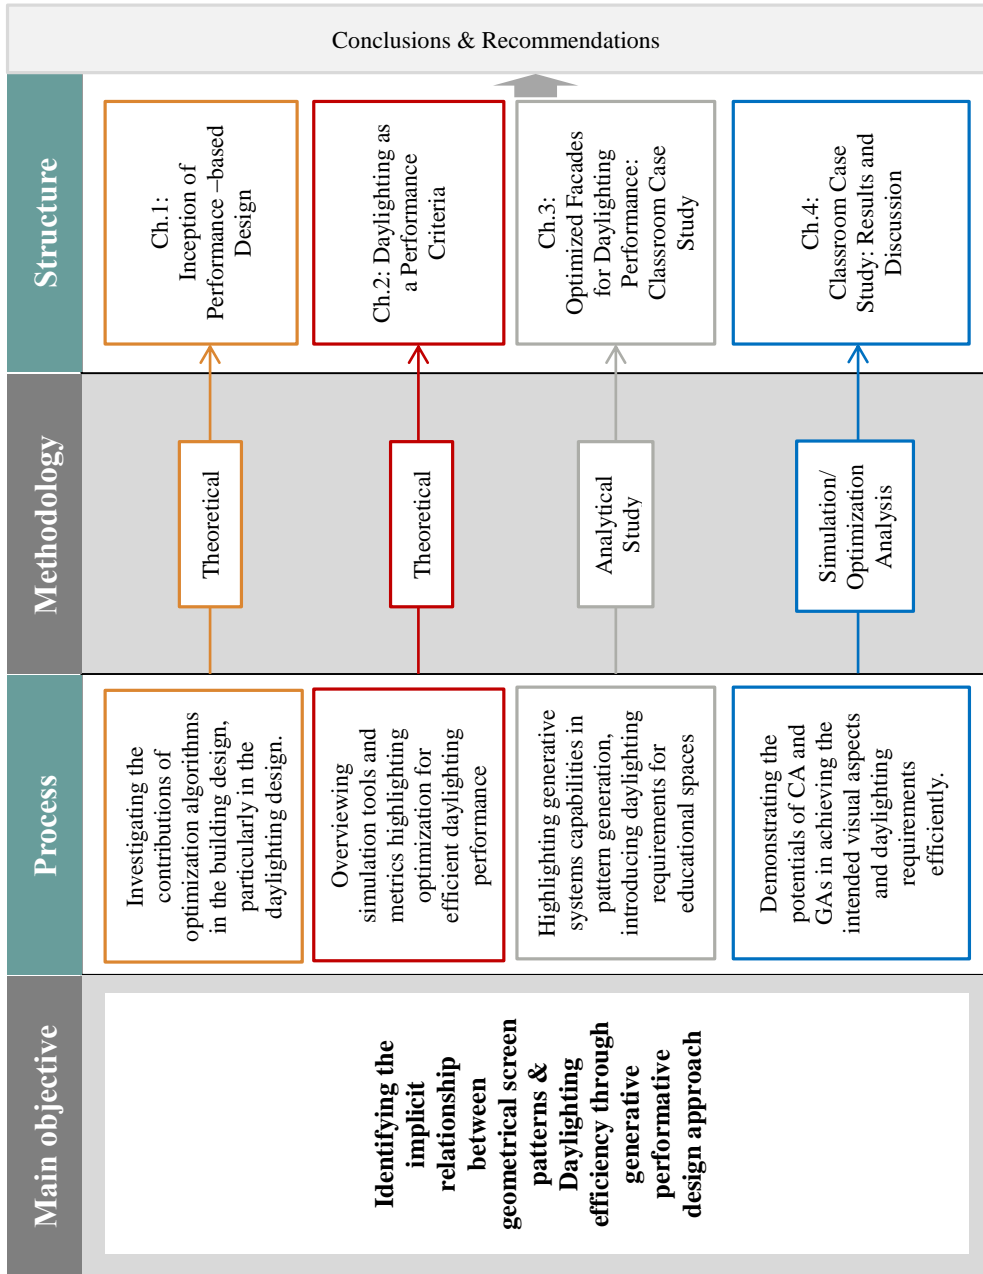 Conclusions & Recommendations
Main objective
Process
Methodology
Structure
Identifying the
implicit
relationship
between
geometrical screen
patterns &
Daylighting
efficiency through
generative
performative
design approach
Investigating the
contributions of
optimization algorithms
in the building design,
particularly in the
daylighting design.
Theoretical
Ch.1:
Inception of
Performance –based
Design
Overviewing
simulation tools and
metrics highlighting
optimization for
efficient daylighting
performance
Theoretical
Ch.2: Daylighting as
a Performance
Criteria
Highlighting generative
systems capabilities in
pattern generation,
introducing daylighting
requirements for
educational spaces
Analytical
Study
Ch.3:
Optimized Facades
for Daylighting
Performance:
Classroom Case
Study
Demonstrating the
potentials of CA and
GAs in achieving the
intended visual aspects
and daylighting
requirements
efficiently.
Simulation/
Optimization
Analysis
Ch.4:
Classroom Case
Study: Results and
Discussion